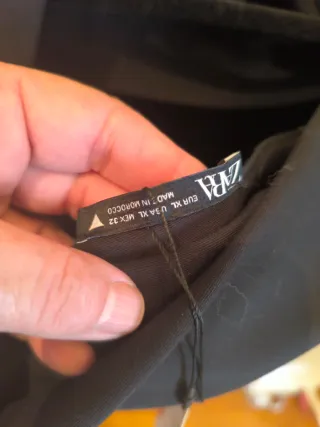 ZARA
EUR XL USA XL MEX 32
MADE IN MOROCCO